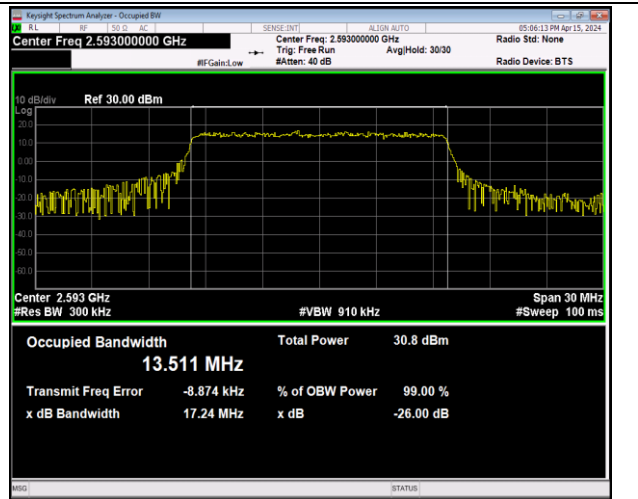 Keysight Spectrum Analyzer - Occupied BW
RL RF 50 Ω AC SENSE:INT ALIGN AUTO 05:06:13 PM Apr 15, 2024
Center Freq 2.593000000 GHz Center Freq: 2.593000000 GHz Radio Std: None
Trig: Free Run Avg|Hold: 30/30
#IFGain:Low #Atten: 40 dB Radio Device: BTS
10 dB/div Ref 30.00 dBm
Log
20.0
10.0
0.00
-10.0
-20.0
-30.0
-40.0
-50.0
-60.0
Center 2.593 GHz Span 30 MHz
#Res BW 300 kHz #VBW 910 kHz #Sweep 100 ms
Occupied Bandwidth Total Power 30.8 dBm
13.511 MHz
Transmit Freq Error -8.874 kHz % of OBW Power 99.00 %
x dB Bandwidth 17.24 MHz x dB -26.00 dB
MSG STATUS